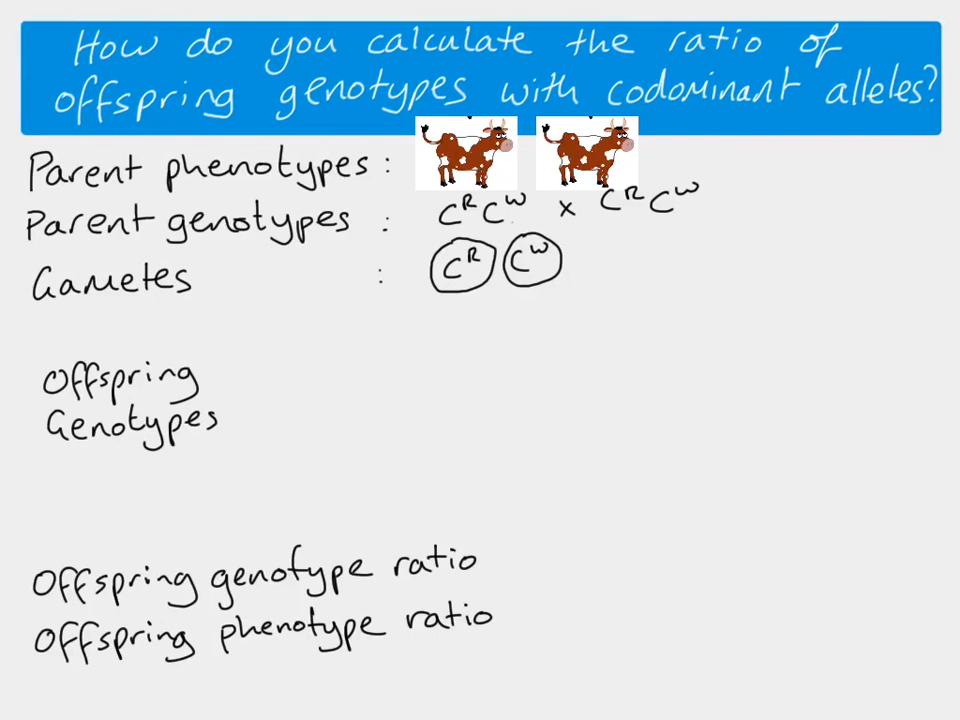 How do you calculate the ratio of
offspring genotypes with codominant alleles?
Parent phenotypes :
Parent genotypes : CᴿCᵂ x CᴿCᵂ
Gametes : Cᴿ Cᵂ
Offspring
Genotypes
Offspring genotype ratio
Offspring phenotype ratio